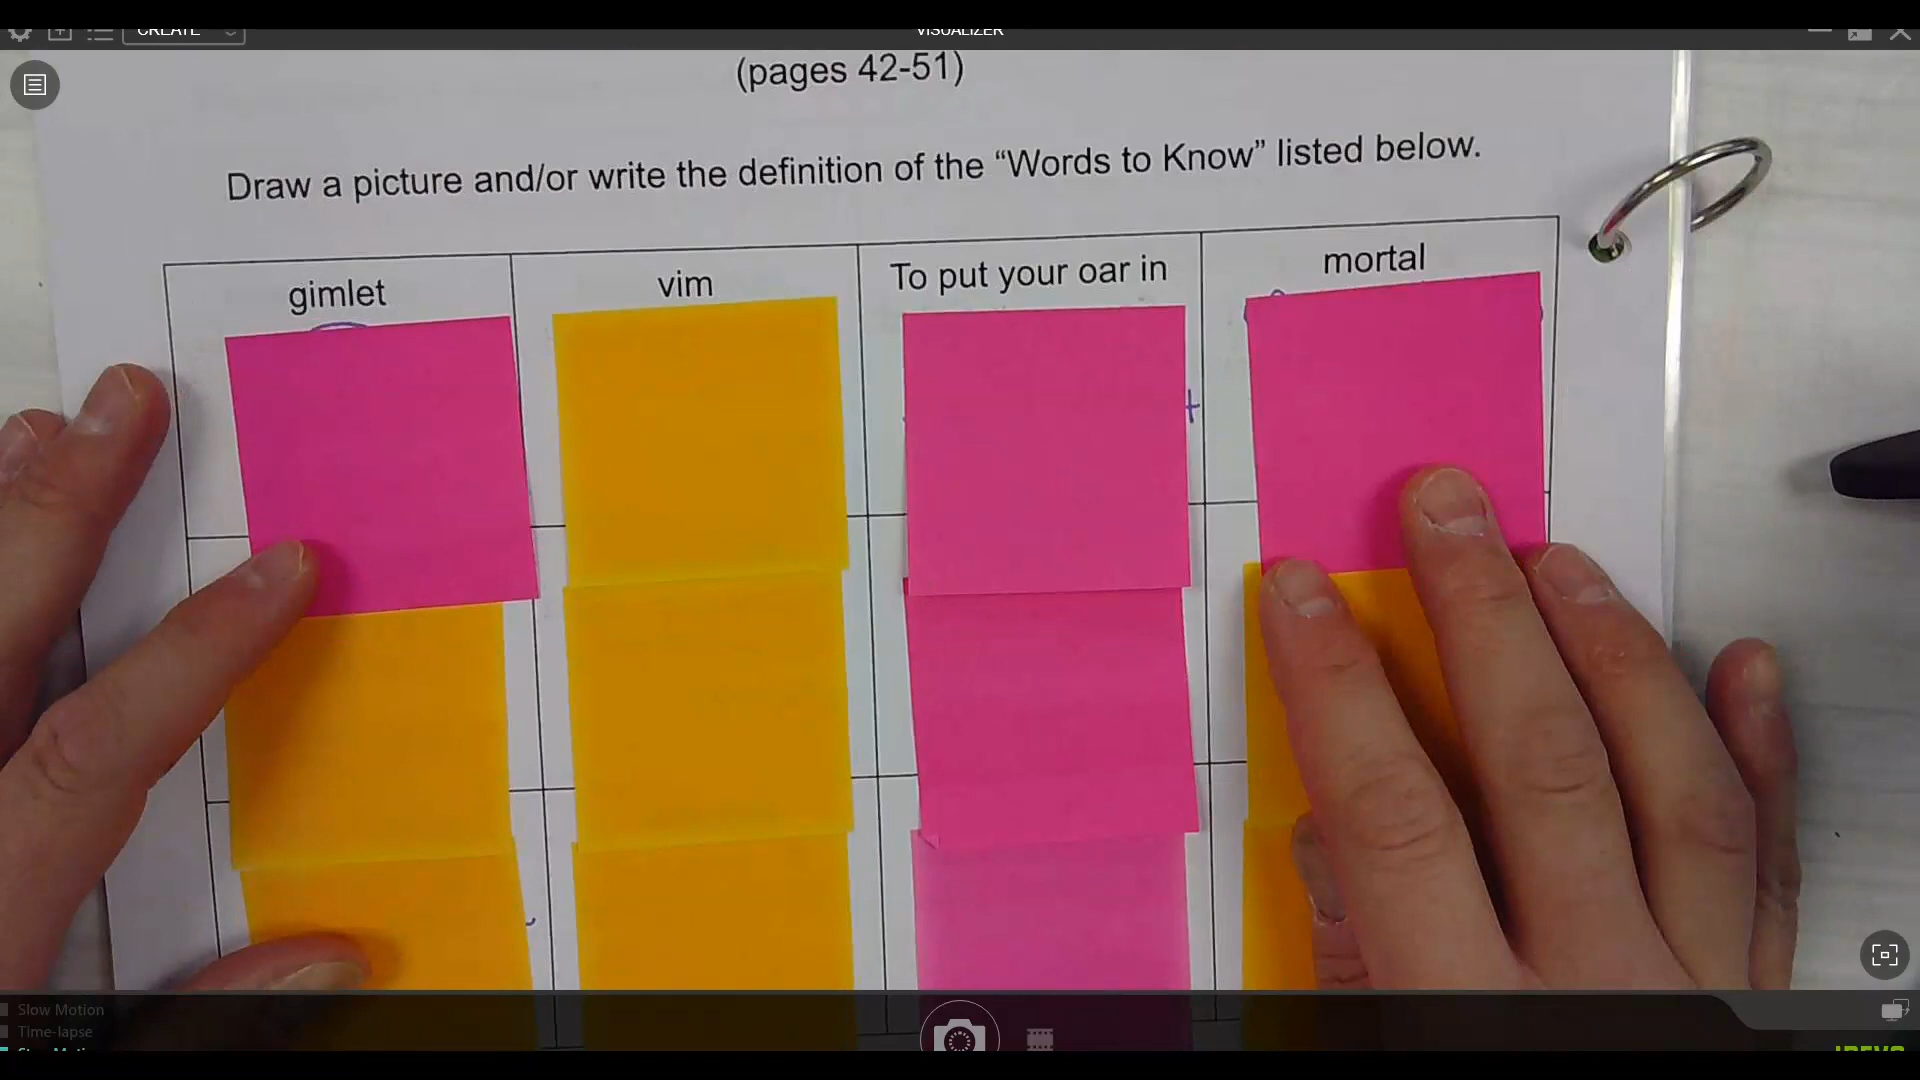 CREATE
VISUALIZER
(pages 42-51)
Draw a picture and/or write the definition of the “Words to Know” listed below.
gimlet
vim
To put your oar in
mortal
Slow Motion
Time-lapse